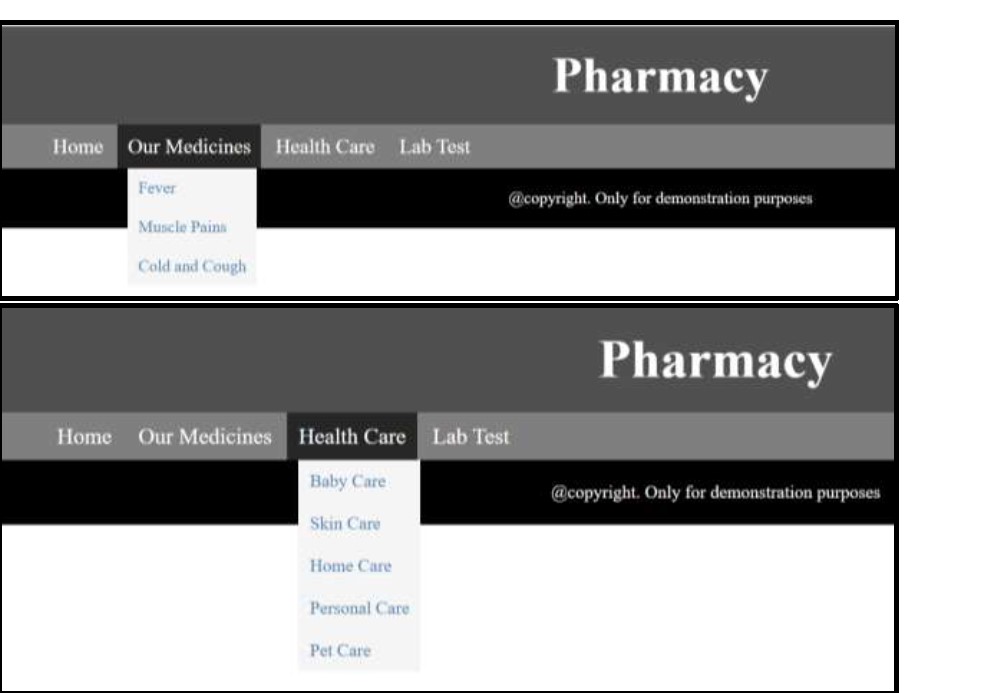 Pharmacy
Home Our Medicines Health Care Lab Test
Fever
@copyright. Only for demonstration purposes
Muscle Pains
Cold and Cough
Pharmacy
Home Our Medicines Health Care Lab Test
Baby Care
@copyright. Only for demonstration purposes
Skin Care
Home Care
Personal Care
Pet Care